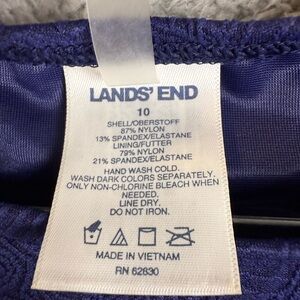 LANDS' END
10
SHELL/OBERSTOFF
87% NYLON
13% SPANDEX/ELASTANE
LINING/FUTTER
79% NYLON
21% SPANDEX/ELASTANE
HAND WASH COLD.
WASH DARK COLORS SEPARATELY.
ONLY NON-CHLORINE BLEACH WHEN
NEEDED.
LINE DRY.
DO NOT IRON.
MADE IN VIETNAM
RN 62830